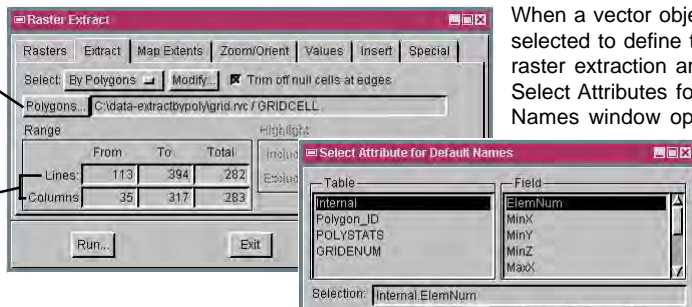 Raster Extract
Rasters Extract Map Extents Zoom/Orient Values Insert Special
Select: By Polygons Modify... Trim off null cells at edges
Polygons... C:\data-extractbypoly\grid.rvc / GRIDCELL
Range
Highlight
From To Total
Lines: 113 394 282
Columns 35 317 283
Run... Exit
When a vector obje
selected to define t
raster extraction an
Select Attributes fo
Names window op
Select Attribute for Default Names
Table
Internal
Polygon_ID
POLYSTATS
GRIDENUM
Field
ElemNum
MinX
MinY
MinZ
MaxX
Selection: Internal.ElemNum